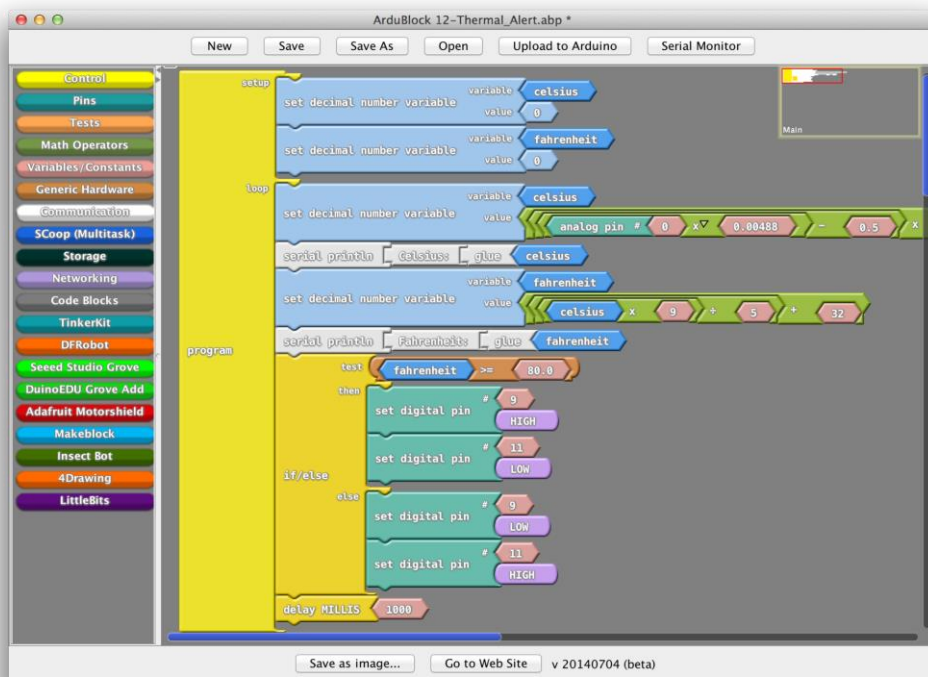 ArduBlock 12-Thermal_Alert.abp *
New Save Save As Open Upload to Arduino Serial Monitor
Control
Pins
Tests
Math Operators
Variables/Constants
Generic Hardware
Communication
SCoop (Multitask)
Storage
Networking
Code Blocks
TinkerKit
DFRobot
Seeed Studio Grove
DuinoEDU Grove Add
Adafruit Motorshield
Makeblock
Insect Bot
4Drawing
LittleBits
program
setup
set decimal number variable
variable celsius
value 0
set decimal number variable
variable fahrenheit
value 0
loop
set decimal number variable
variable celsius
value analog pin # 0 x 0.00488 - 0.5 x
serial println Celsius: glue celsius
set decimal number variable
variable fahrenheit
value celsius x 9 ÷ 5 + 32
serial println Fahrenheit: glue fahrenheit
if/else
test fahrenheit >= 80.0
then
set digital pin # 9
HIGH
set digital pin # 11
LOW
else
set digital pin # 9
LOW
set digital pin # 11
HIGH
delay MILLIS 1000
Main
Save as image... Go to Web Site v 20140704 (beta)